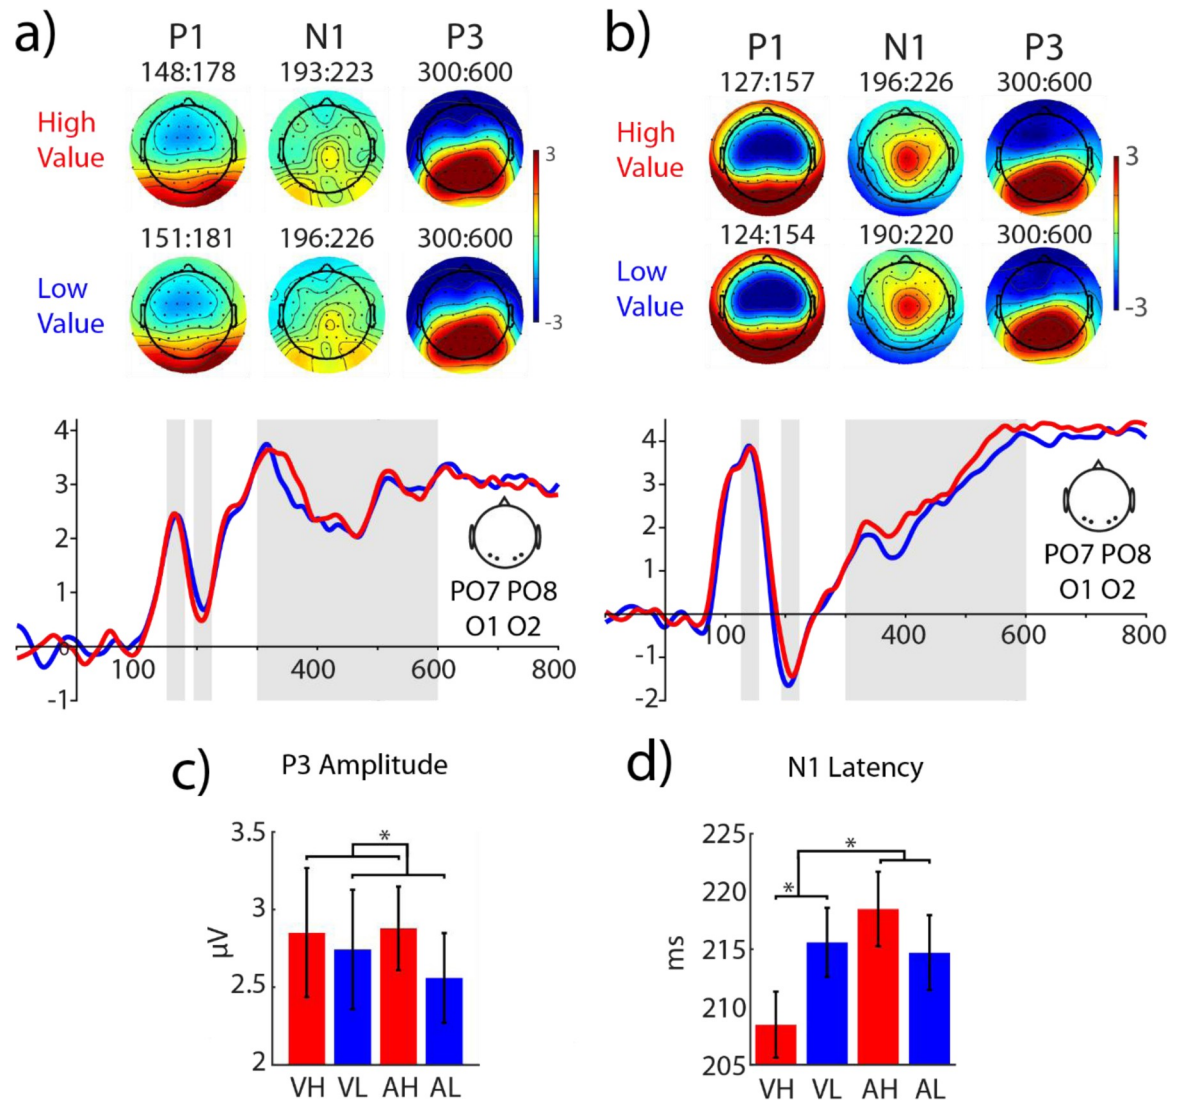 a)
P1 N1 P3
148:178 193:223 300:600
High
Value
3
151:181 196:226 300:600
Low
Value
-3
b)
P1 N1 P3
127:157 196:226 300:600
High
Value
3
124:154 190:220 300:600
Low
Value
-3
4
3
2
1
0
-1
100 400 600 800
PO7 PO8
O1 O2
4
3
2
1
-1
-2
100 400 600 800
PO7 PO8
O1 O2
c)
P3 Amplitude
3.5
3
2.5
2
µV
*
VH VL AH AL
d)
N1 Latency
225
220
215
210
205
ms
*
*
VH VL AH AL